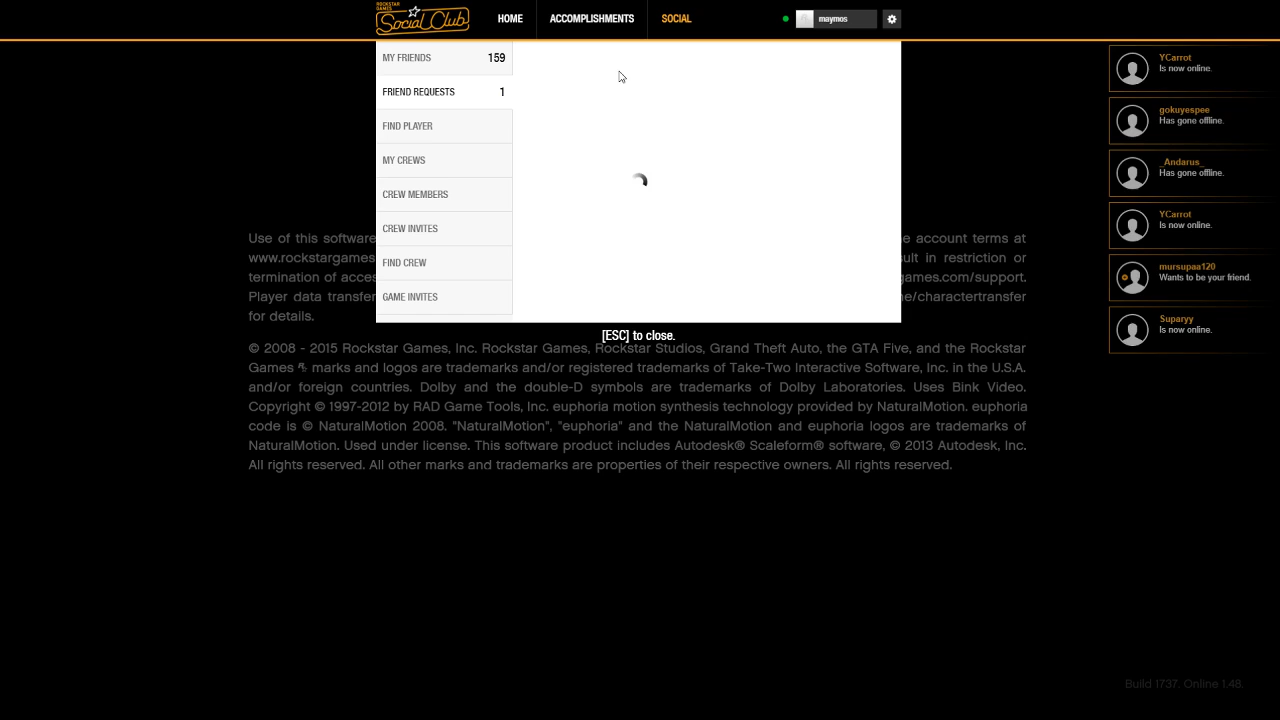 ROCKSTAR GAMES
Social Club
HOME
ACCOMPLISHMENTS
SOCIAL
maymos
MY FRIENDS 159
FRIEND REQUESTS 1
FIND PLAYER
MY CREWS
CREW MEMBERS
CREW INVITES
FIND CREW
GAME INVITES
[ESC] to close.
YCarrot
Is now online.
gokuyespee
Has gone offline.
_Andarus_
Has gone offline.
YCarrot
Is now online.
mursupaa120
Wants to be your friend.
Suparyy
Is now online.
Use of this software e account terms at
www.rockstargames ult in restriction or
termination of acces games.com/support.
Player data transfer e/charactertransfer
for details.
© 2008 - 2015 Rockstar Games, Inc. Rockstar Games, Rockstar Studios, Grand Theft Auto, the GTA Five, and the Rockstar
Games R* marks and logos are trademarks and/or registered trademarks of Take-Two Interactive Software, Inc. in the U.S.A.
and/or foreign countries. Dolby and the double-D symbols are trademarks of Dolby Laboratories. Uses Bink Video.
Copyright © 1997-2012 by RAD Game Tools, Inc. euphoria motion synthesis technology provided by NaturalMotion. euphoria
code is © NaturalMotion 2008. "NaturalMotion", "euphoria" and the NaturalMotion and euphoria logos are trademarks of
NaturalMotion. Used under license. This software product includes Autodesk® Scaleform® software, © 2013 Autodesk, Inc.
All rights reserved. All other marks and trademarks are properties of their respective owners. All rights reserved.
Build 1737. Online 1.48.